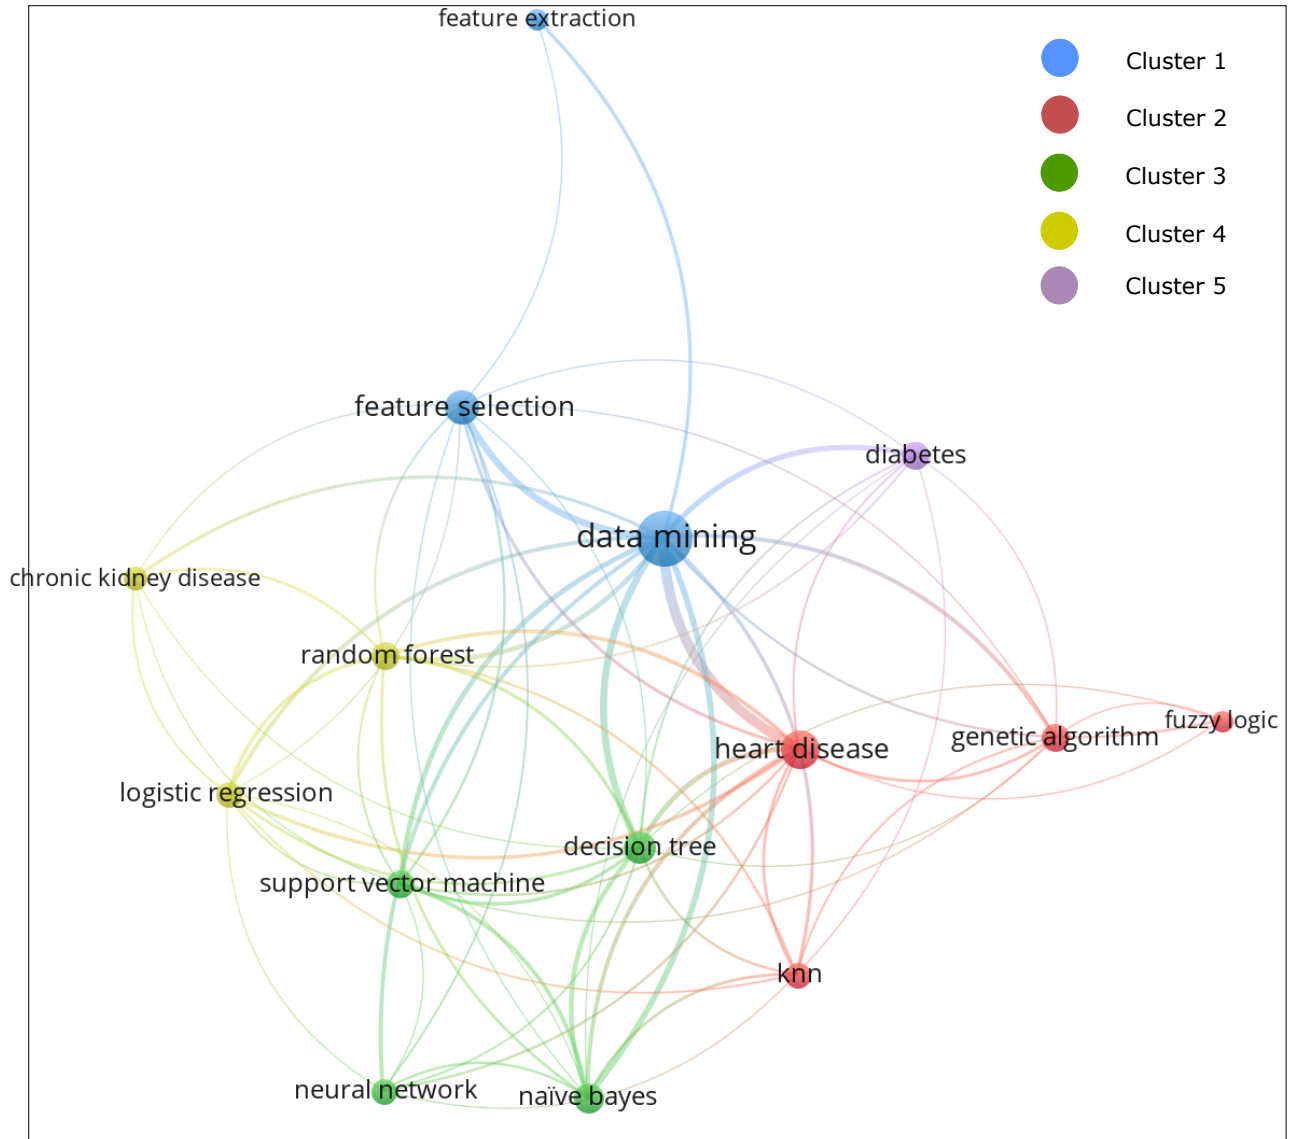 feature extraction
Cluster 1
Cluster 2
Cluster 3
Cluster 4
Cluster 5
feature selection
diabetes
data mining
chronic kidney disease
random forest
fuzzy logic
genetic algorithm
heart disease
logistic regression
decision tree
support vector machine
knn
neural network
naïve bayes